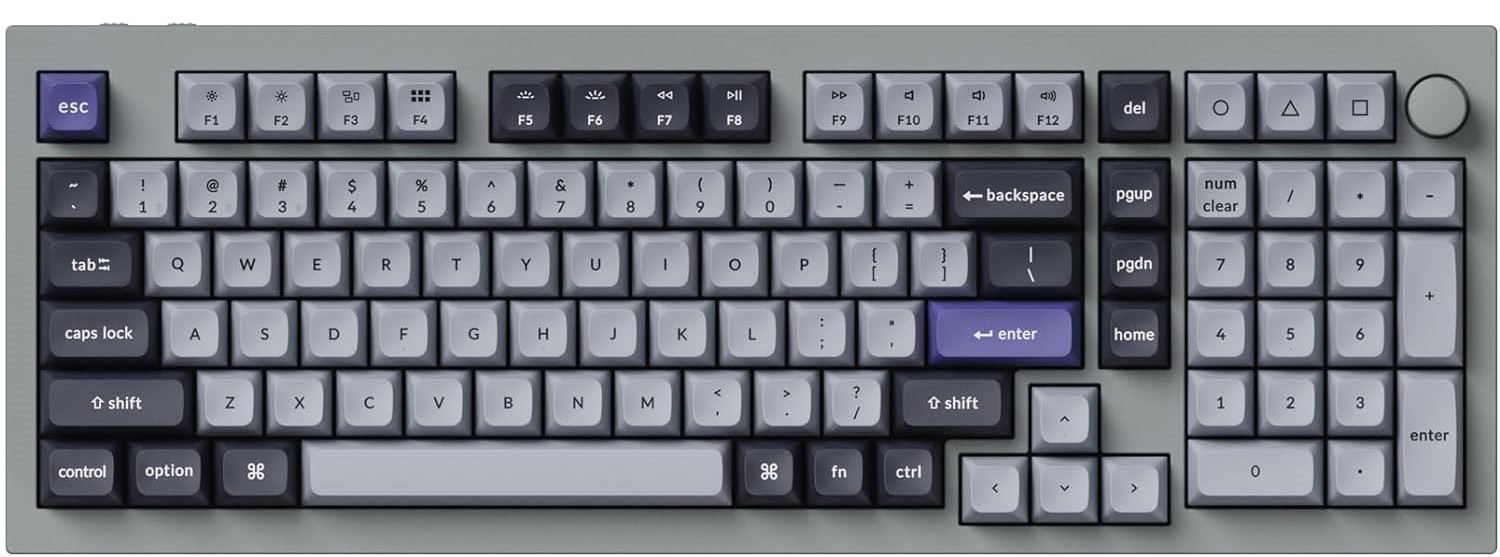 esc F1 F2 F3 F4 F5 F6 F7 F8 F9 F10 F11 F12 del ○ △ □
~ ! @ # $ % ^ & * ( ) — +
` 1 2 3 4 5 6 7 8 9 0 - = ← backspace pgup num clear / * -
tab Q W E R T Y U I O P { [ } ] | \ pgdn 7 8 9 +
caps lock A S D F G H J K L : ; " ' enter home 4 5 6
⇧ shift Z X C V B N M < , > . ? / ⇧ shift ^ 1 2 3 enter
control option ⌘ ⌘ fn ctrl < ⌄ > 0 .